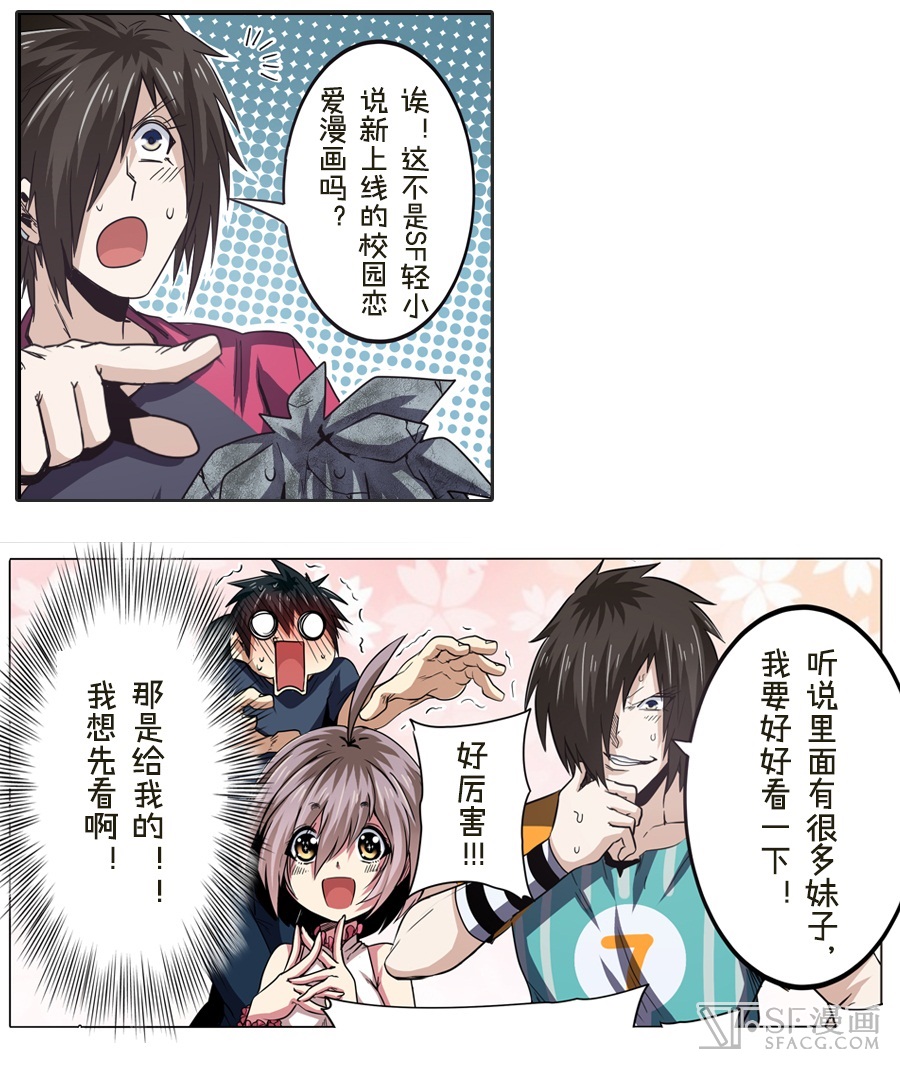 诶！这不是SF轻小
说新上线的校园恋
爱漫画吗？
听说里面有很多妹子，
我要好好看一下！
好厉害!!!
那是给我的！
我想先看啊！
7
SF漫画
SFACG.COM